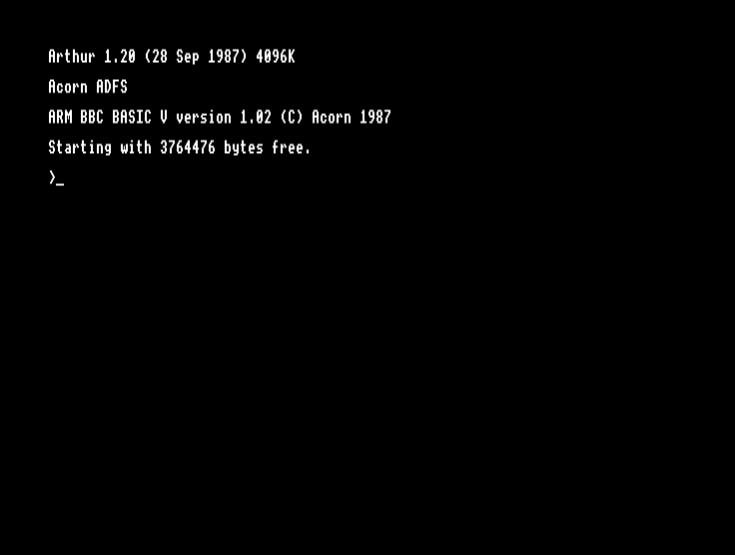 Arthur 1.20 (28 Sep 1987) 4096K
Acorn ADFS
ARM BBC BASIC V version 1.02 (C) Acorn 1987
Starting with 3764476 bytes free.
>_